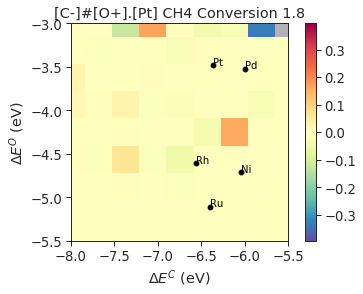 [C-]#[O+].[Pt] CH4 Conversion 1.8
−3.0
−3.5
−4.0
−4.5
−5.0
−5.5
ΔE^O (eV)
Pt
Pd
Rh
Ni
Ru
−8.0 −7.5 −7.0 −6.5 −6.0 −5.5
ΔE^C (eV)
0.3
0.2
0.1
0.0
−0.1
−0.2
−0.3